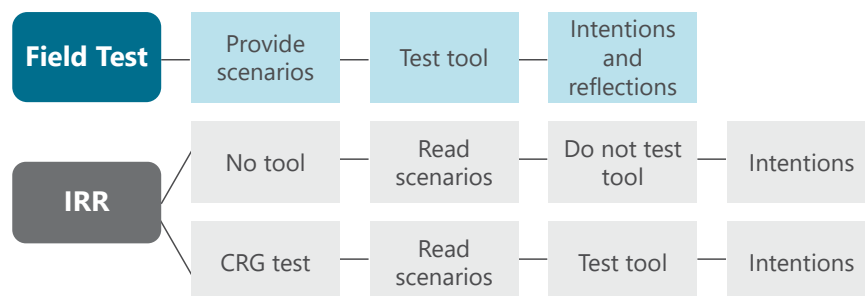 Field Test
Provide
scenarios
Test tool
Intentions
and
reflections
IRR
No tool
Read
scenarios
Do not test
tool
Intentions
CRG test
Read
scenarios
Test tool
Intentions